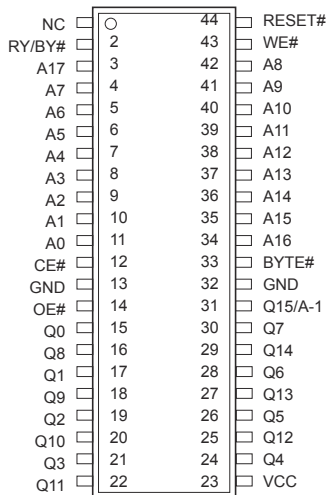 NC 44 RESET#
RY/BY# 2 43 WE#
A17 3 42 A8
A7 4 41 A9
A6 5 40 A10
A5 6 39 A11
A4 7 38 A12
A3 8 37 A13
A2 9 36 A14
A1 10 35 A15
A0 11 34 A16
CE# 12 33 BYTE#
GND 13 32 GND
OE# 14 31 Q15/A-1
Q0 15 30 Q7
Q8 16 29 Q14
Q1 17 28 Q6
Q9 18 27 Q13
Q2 19 26 Q5
Q10 20 25 Q12
Q3 21 24 Q4
Q11 22 23 VCC